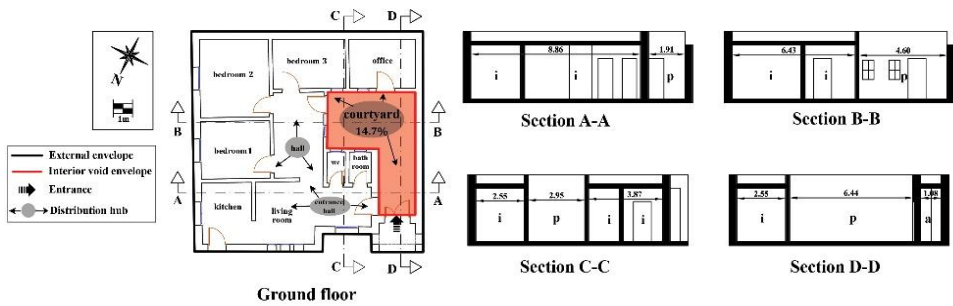 N
1m
External envelope
Interior void envelope
Entrance
Distribution hub
C D
bedroom 2
bedroom 3
office
courtyard
14.7%
B B
bedroom 1
hall
wc
bath
room
A A
kitchen
living
room
entrance
hall
C D
Ground floor
8.86 1.91
i i p
Section A-A
6.43 4.60
i i p
Section B-B
2.55 2.95 3.87
i p i i
Section C-C
2.55 6.44 1.08
i p a
Section D-D